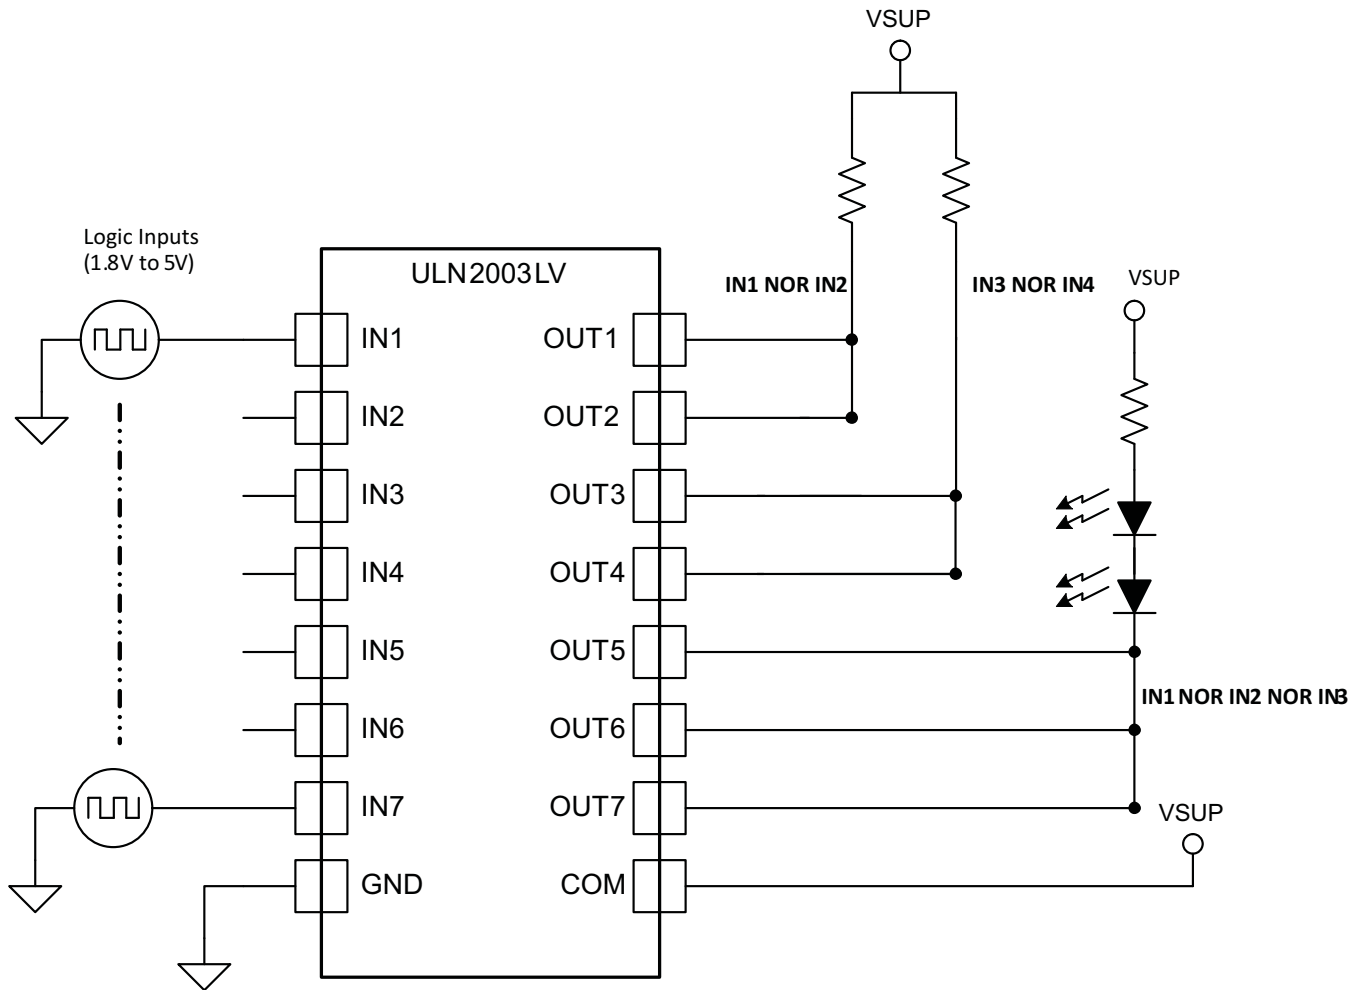 VSUP
Logic Inputs
(1.8V to 5V)
ULN2003LV
IN1 NOR IN2
IN3 NOR IN4
VSUP
IN1
OUT1
IN2
OUT2
IN3
OUT3
IN4
OUT4
IN5
OUT5
IN1 NOR IN2 NOR IN3
IN6
OUT6
IN7
OUT7
VSUP
GND
COM